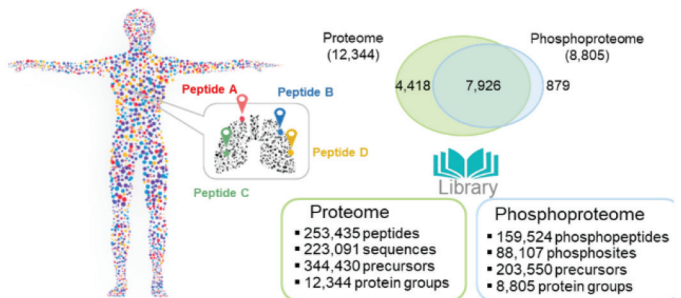 Proteome
(12,344)
Phosphoproteome
(8,805)
4,418
7,926
879
Peptide A
Peptide B
Peptide D
Peptide C
Library
Proteome
▪ 253,435 peptides
▪ 223,091 sequences
▪ 344,430 precursors
▪ 12,344 protein groups
Phosphoproteome
▪ 159,524 phosphopeptides
▪ 88,107 phosphosites
▪ 203,550 precursors
▪ 8,805 protein groups